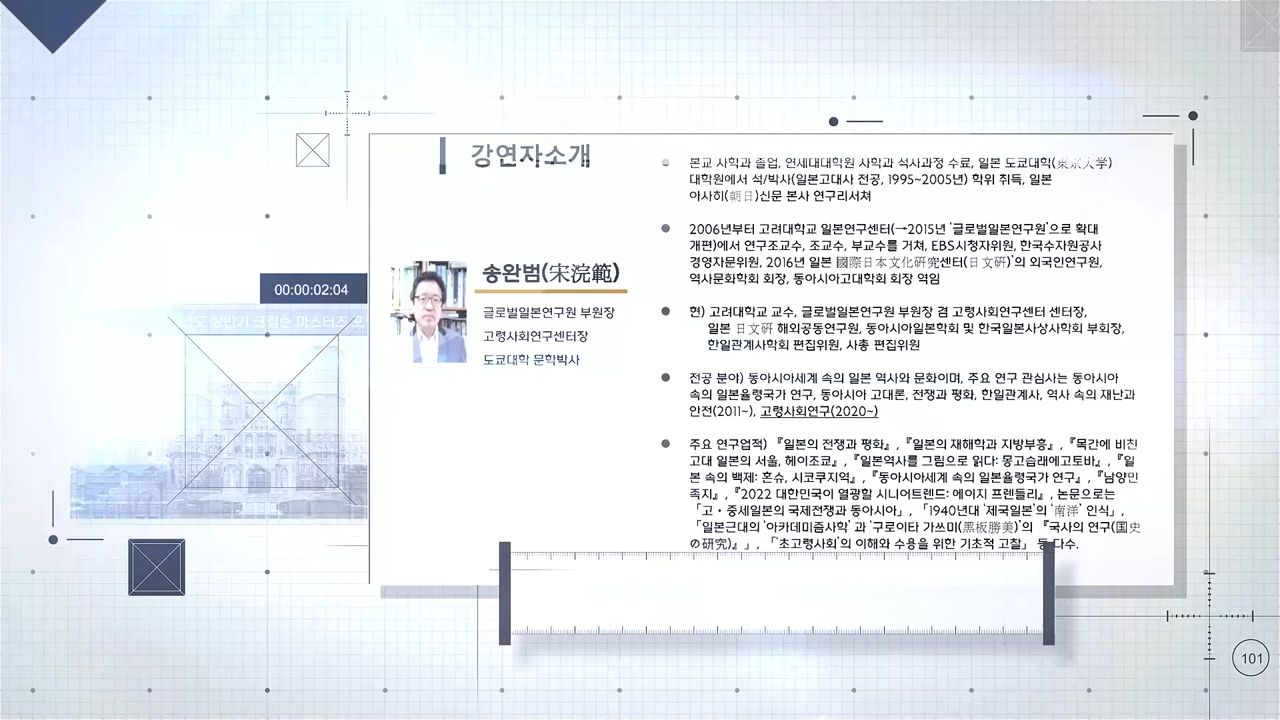 강연자소개
송완범(宋浣範)
글로벌일본연구원 부원장
고령사회연구센터장
도쿄대학 문학박사
본교 사학과 졸업, 연세대대학원 사학과 석사과정 수료, 일본 도쿄대학(東京大学)
대학원에서 석/박사(일본고대사 전공, 1995~2005년) 학위 취득, 일본
아사히(朝日)신문 본사 연구리서쳐
2006년부터 고려대학교 일본연구센터(→2015년 '글로벌일본연구원'으로 확대
개편)에서 연구조교수, 조교수, 부교수를 거쳐, EBS시청자위원, 한국수자원공사
경영자문위원, 2016년 일본 國際日本文化硏究센터(日文硏)'의 외국인연구원,
역사문화학회 회장, 동아시아고대학회 회장 역임
현) 고려대학교 교수, 글로벌일본연구원 부원장 겸 고령사회연구센터 센터장,
일본 日文硏 해외공동연구원, 동아시아일본학회 및 한국일본사상사학회 부회장,
한일관계사학회 편집위원, 사총 편집위원
전공 분야) 동아시아세계 속의 일본 역사와 문화이며, 주요 연구 관심사는 동아시아
속의 일본율령국가 연구, 동아시아 고대론, 전쟁과 평화, 한일관계사, 역사 속의 재난과
안전(2011~), 고령사회연구(2020~)
주요 연구업적) 『일본의 전쟁과 평화』, 『일본의 재해학과 지방부흥』, 『목간에 비친
고대 일본의 서울, 헤이조쿄』, 『일본역사를 그림으로 읽다: 몽고습래에고토바』, 『일
본 속의 백제: 혼슈, 시코쿠지역』, 『동아시아세계 속의 일본율령국가 연구』, 『남양민
족지』, 『2022 대한민국이 열광할 시니어트렌드: 에이지 프렌들리』, 논문으로는
「고・중세일본의 국제전쟁과 동아시아」, 「1940년대 '제국일본'의 '南洋' 인식」,
「일본근대의 '아카데미즘사학' 과 '구로이타 가쓰미(黑板勝美)'의 『국사의 연구(国史
の研究)』」, 「'초고령사회'의 이해와 수용을 위한 기초적 고찰」 등 다수.
00:00:02:04
상반기 크림슨 마스터즈
101